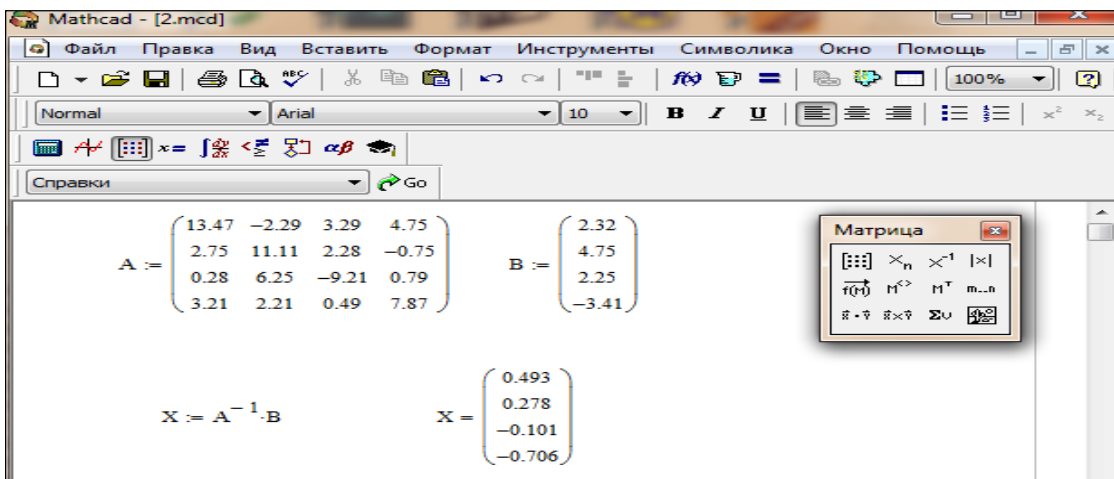 Mathcad - [2.mcd]
Файл Правка Вид Вставить Формат Инструменты Символика Окно Помощь
100%
Normal Arial 10 B I U
Справки Go
A := ( 13.47 −2.29 3.29 4.75
2.75 11.11 2.28 −0.75
0.28 6.25 −9.21 0.79
3.21 2.21 0.49 7.87 )
B := ( 2.32
4.75
2.25
−3.41 )
Матрица
X := A⁻¹·B
X = ( 0.493
0.278
−0.101
−0.706 )